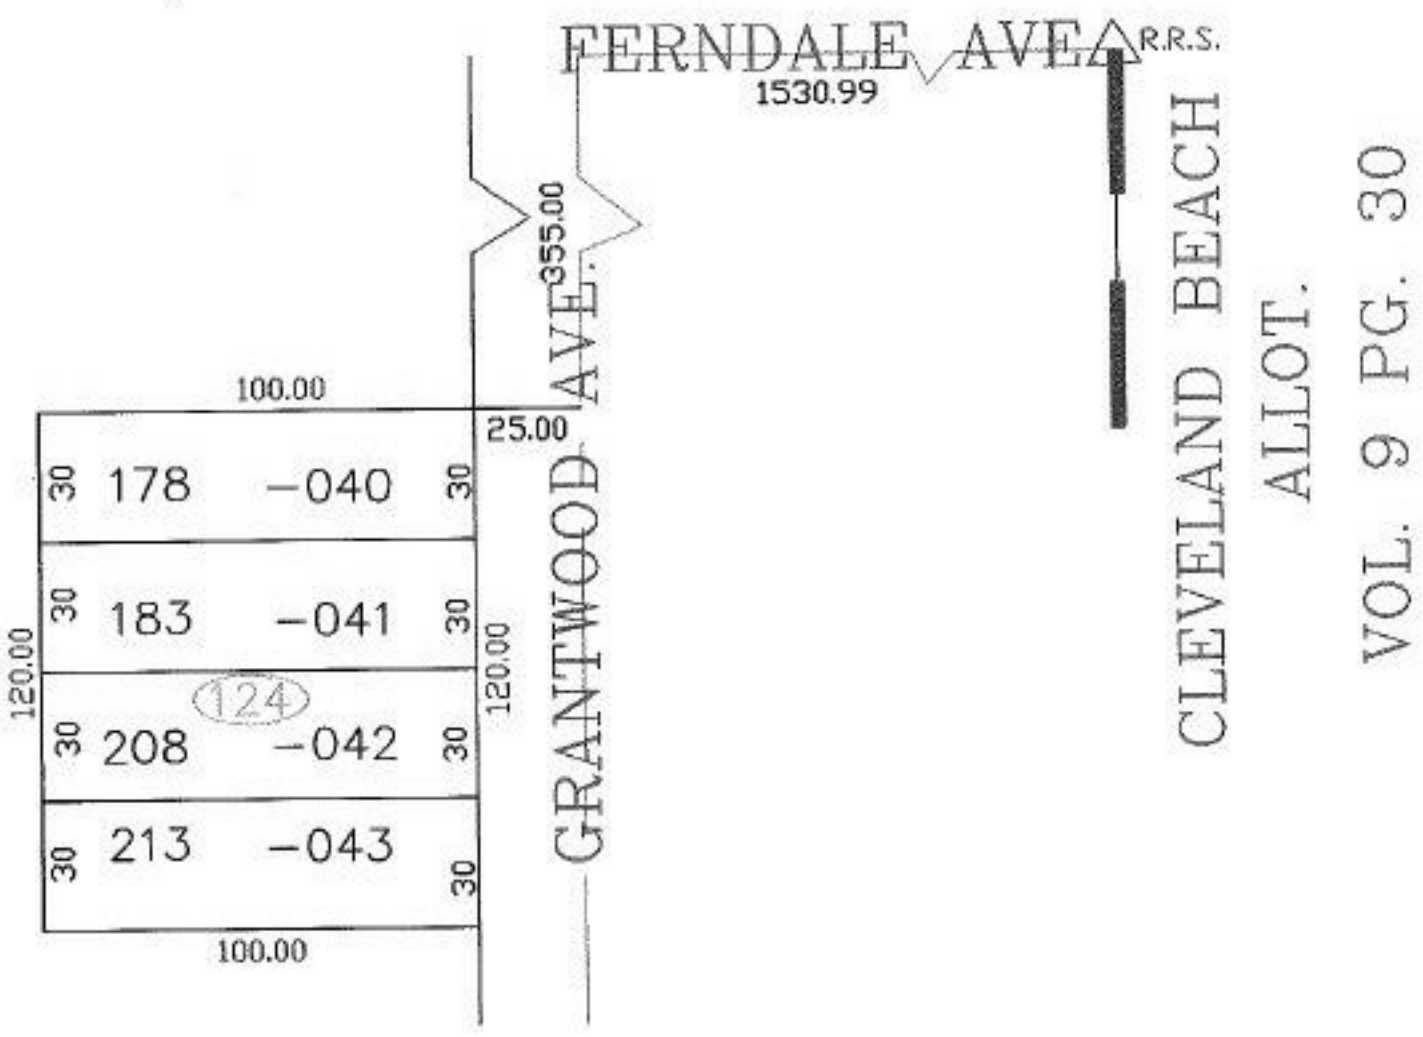 FERNDALE AVE
R.R.S.
1530.99
355.00
GRANTWOOD AVE.
CLEVELAND BEACH
ALLOT.
VOL. 9 PG. 30
100.00
25.00
30 178 -040 30
30 183 -041 30
120.00
120.00
124
30 208 -042 30
30 213 -043 30
100.00